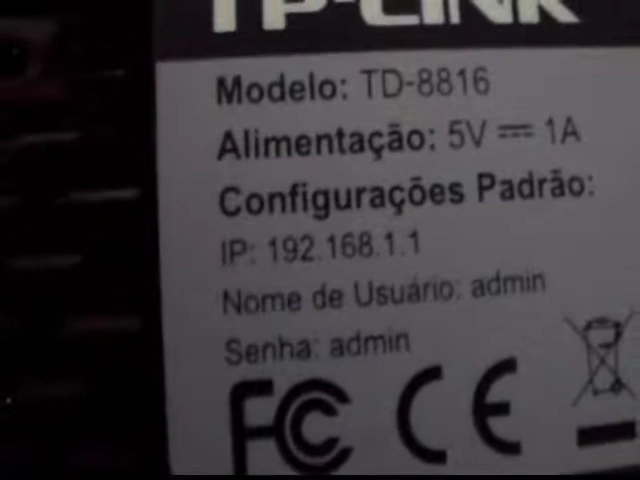 TP-LINK
Modelo: TD-8816
Alimentação: 5V ⎓ 1A
Configurações Padrão:
IP: 192.168.1.1
Nome de Usuário: admin
Senha: admin
FC CE